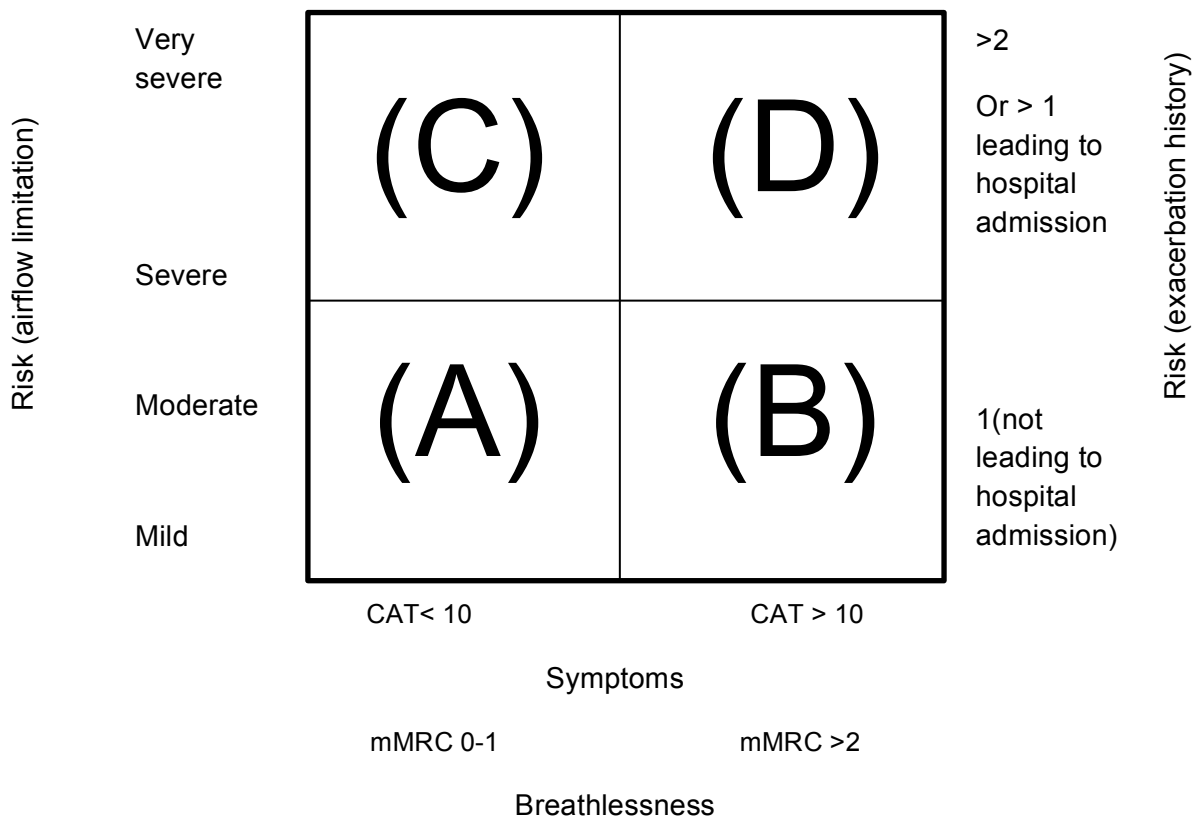 Risk (airflow limitation)
Very
severe
Severe
Moderate
Mild
(C)
(D)
(A)
(B)
>2
Or > 1
leading to
hospital
admission
1(not
leading to
hospital
admission)
Risk (exacerbation history)
CAT< 10
CAT > 10
Symptoms
mMRC 0-1
mMRC >2
Breathlessness